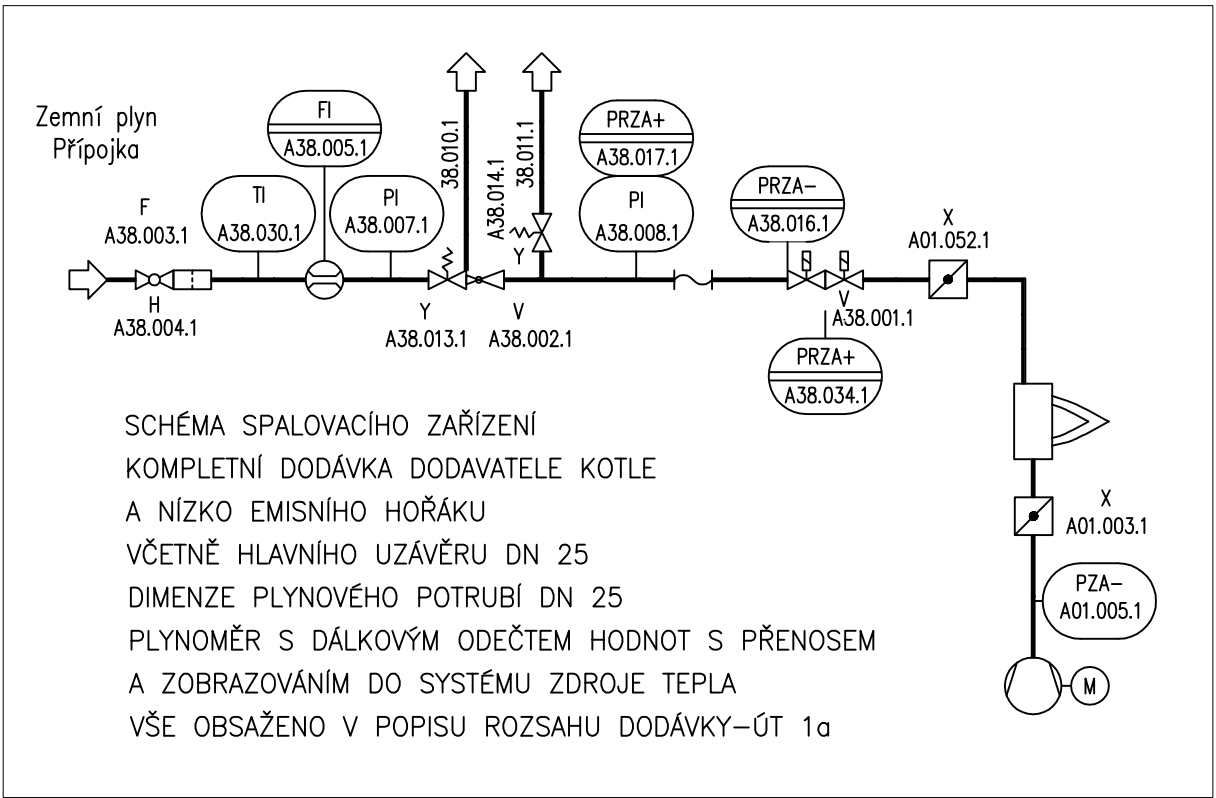 Zemní plyn
Přípojka
F
A38.003.1
H
A38.004.1
TI
A38.030.1
FI
A38.005.1
PI
A38.007.1
38.010.1
Y
A38.013.1
V
A38.002.1
A38.014.1
Y
38.011.1
PRZA+
A38.017.1
PI
A38.008.1
PRZA-
A38.016.1
V
A38.001.1
PRZA+
A38.034.1
X
A01.052.1
X
A01.003.1
PZA-
A01.005.1
M
SCHÉMA SPALOVACÍHO ZAŘÍZENÍ
KOMPLETNÍ DODÁVKA DODAVATELE KOTLE
A NÍZKO EMISNÍHO HOŘÁKU
VČETNĚ HLAVNÍHO UZÁVĚRU DN 25
DIMENZE PLYNOVÉHO POTRUBÍ DN 25
PLYNOMĚR S DÁLKOVÝM ODEČTEM HODNOT S PŘENOSEM
A ZOBRAZOVÁNÍM DO SYSTÉMU ZDROJE TEPLA
VŠE OBSAŽENO V POPISU ROZSAHU DODÁVKY-ÚT 1a